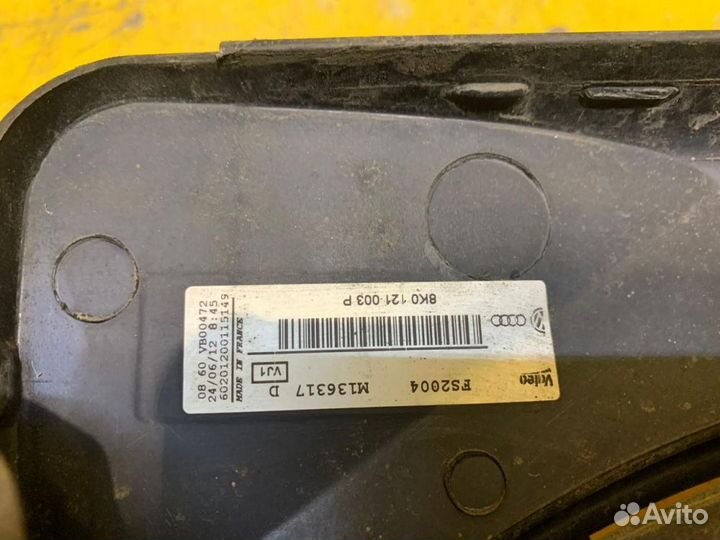 Valeo
FS2004
M136317 D
VJ1
8K0 121 003 P
08 60 VB00472
24/06/12 8:45
60201200115149
MADE IN FRANCE
Avito